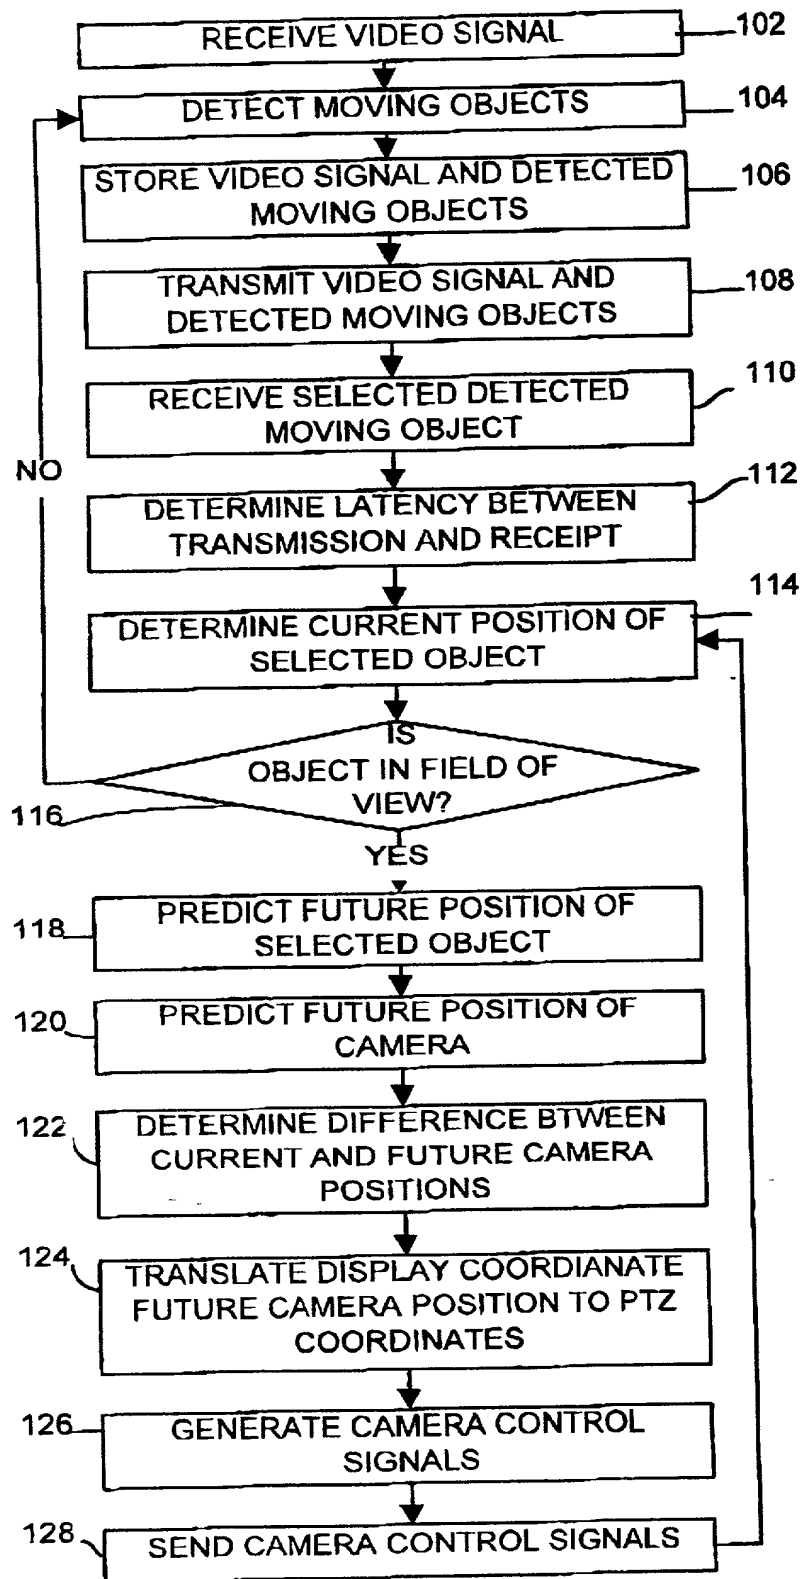 RECEIVE VIDEO SIGNAL
102
DETECT MOVING OBJECTS
104
STORE VIDEO SIGNAL AND DETECTED
MOVING OBJECTS
106
TRANSMIT VIDEO SIGNAL AND
DETECTED MOVING OBJECTS
108
RECEIVE SELECTED DETECTED
MOVING OBJECT
110
NO
DETERMINE LATENCY BETWEEN
TRANSMISSION AND RECEIPT
112
DETERMINE CURRENT POSITION OF
SELECTED OBJECT
114
IS
OBJECT IN FIELD OF
VIEW?
116
YES
118
PREDICT FUTURE POSITION OF
SELECTED OBJECT
120
PREDICT FUTURE POSITION OF
CAMERA
122
DETERMINE DIFFERENCE BTWEEN
CURRENT AND FUTURE CAMERA
POSITIONS
124
TRANSLATE DISPLAY COORDIANATE
FUTURE CAMERA POSITION TO PTZ
COORDINATES
126
GENERATE CAMERA CONTROL
SIGNALS
128
SEND CAMERA CONTROL SIGNALS